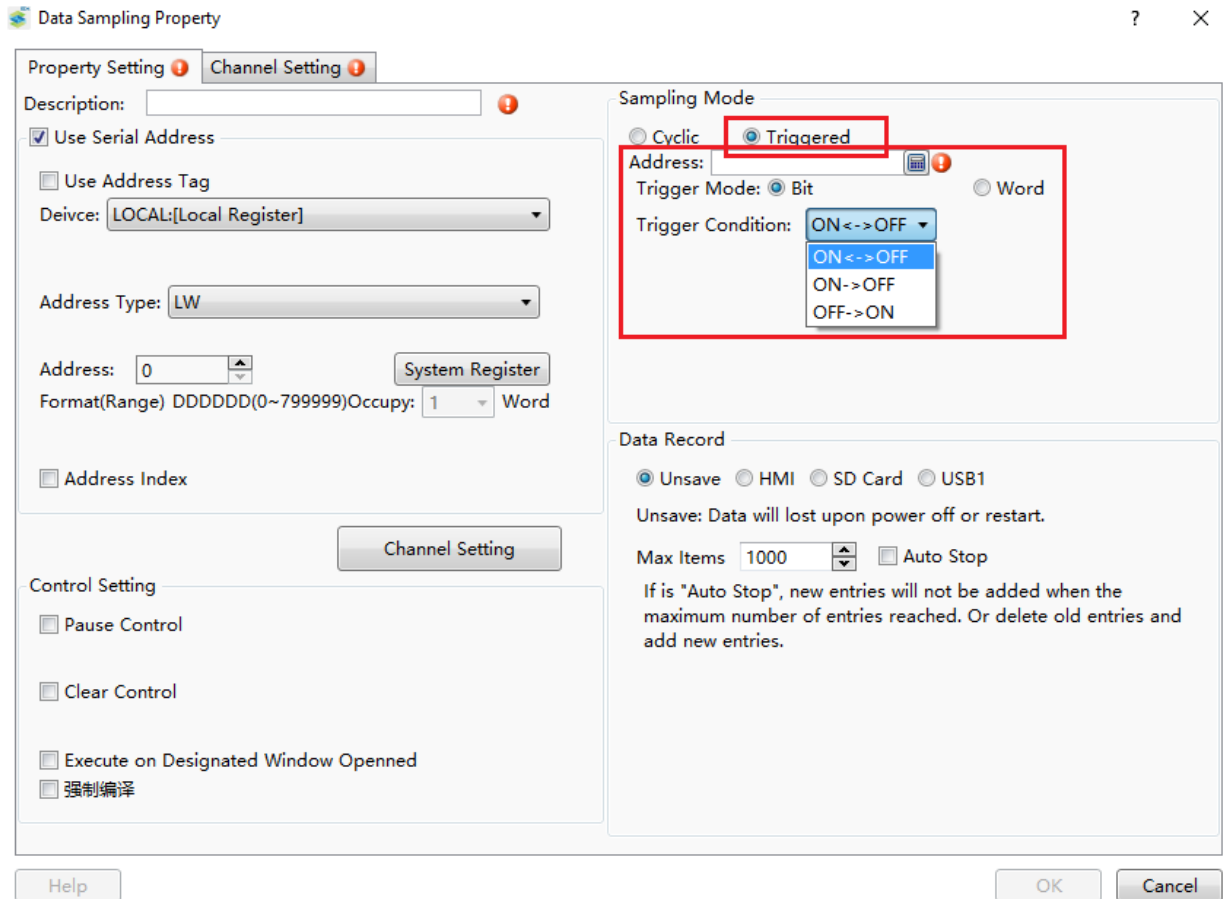 Data Sampling Property
?
Property Setting
Channel Setting
Description:
Use Serial Address
Use Address Tag
Deivce: LOCAL:[Local Register]
Address Type: LW
Address: 0
System Register
Format(Range) DDDDDD(0~799999)Occupy: 1 Word
Address Index
Channel Setting
Control Setting
Pause Control
Clear Control
Execute on Designated Window Openned
强制编译
Sampling Mode
Cyclic
Triggered
Address:
Trigger Mode: Bit
Word
Trigger Condition: ON<->OFF
ON<->OFF
ON->OFF
OFF->ON
Data Record
Unsave HMI SD Card USB1
Unsave: Data will lost upon power off or restart.
Max Items 1000 Auto Stop
If is "Auto Stop", new entries will not be added when the
maximum number of entries reached. Or delete old entries and
add new entries.
Help
OK
Cancel